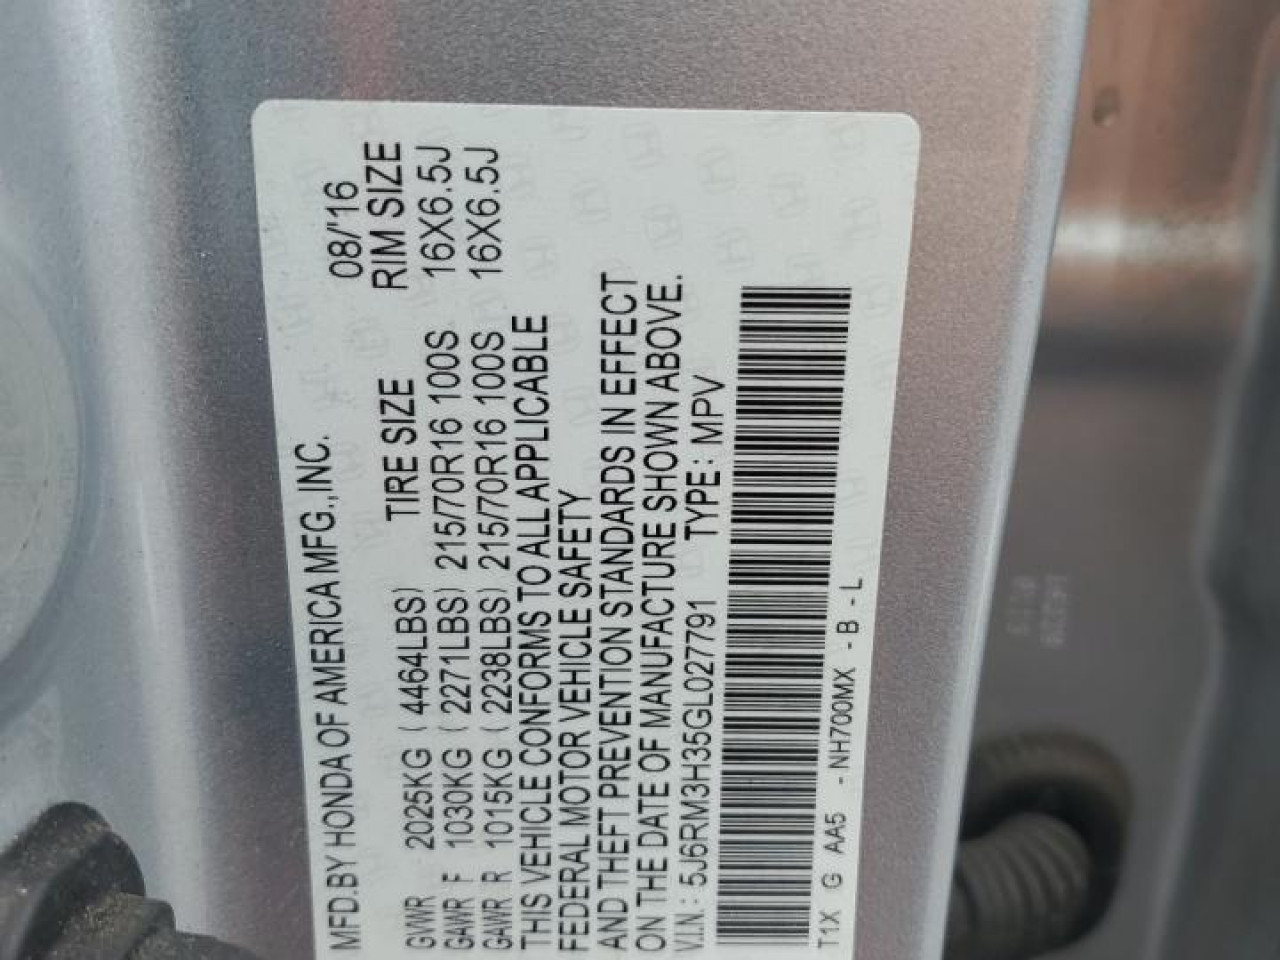 MFD.BY HONDA OF AMERICA MFG.,INC. 08/'16
TIRE SIZE RIM SIZE
GVWR 2025KG ( 4464LBS)
GAWR F 1030KG ( 2271LBS) 215/70R16 100S 16X6.5J
GAWR R 1015KG ( 2238LBS) 215/70R16 100S 16X6.5J
THIS VEHICLE CONFORMS TO ALL APPLICABLE
FEDERAL MOTOR VEHICLE SAFETY
AND THEFT PREVENTION STANDARDS IN EFFECT
ON THE DATE OF MANUFACTURE SHOWN ABOVE.
V.I.N.: 5J6RM3H35GL027791 TYPE: MPV
T1X G AA5 - NH700MX - B - L